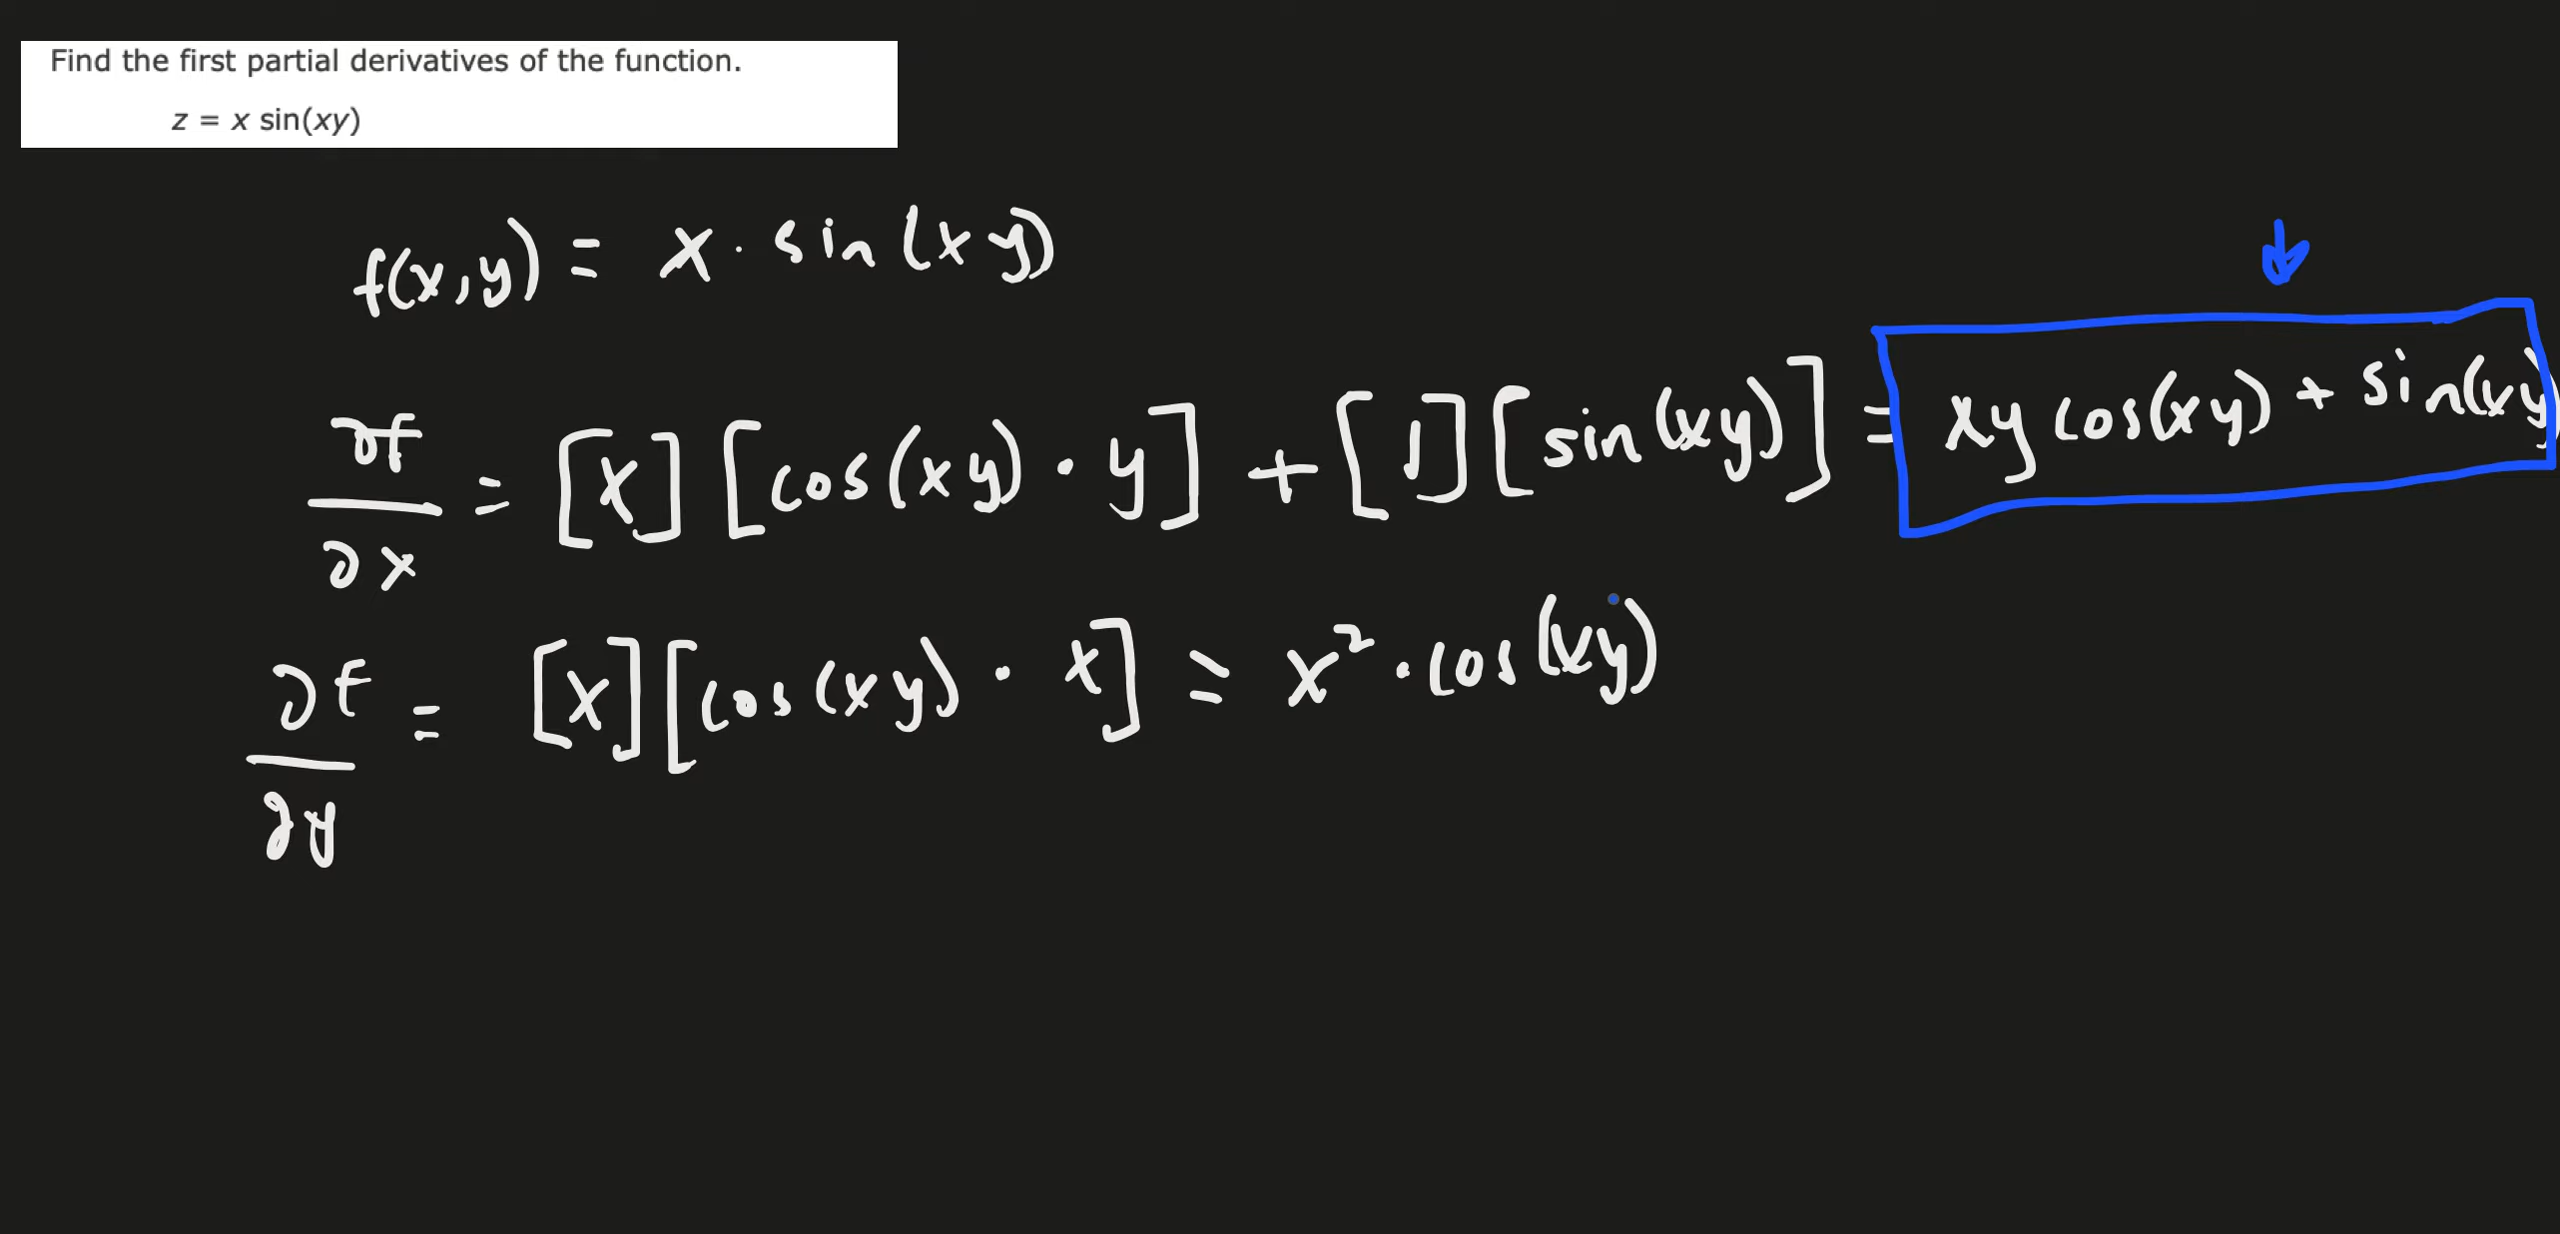 Find the first partial derivatives of the function.
z = x sin(xy)
f(x,y) = x · sin(xy)
∂f/∂x = [x][cos(xy) · y] + [1][sin(xy)] = xy cos(xy) + sin(xy)
∂f/∂y = [x][cos(xy) · x] = x² · cos(xy)